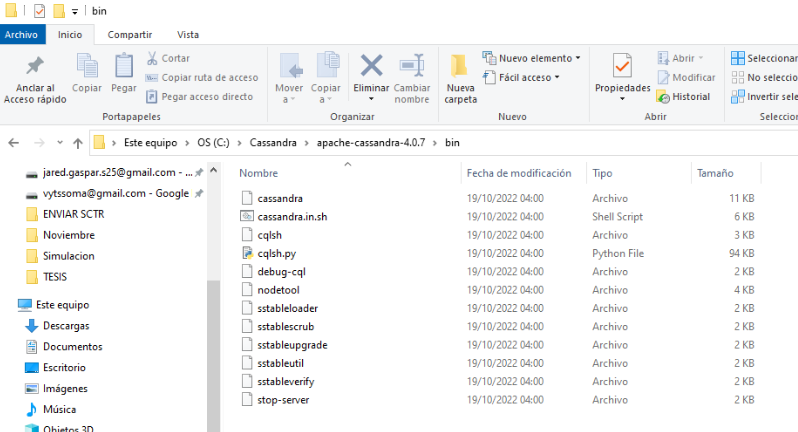 bin
Archivo Inicio Compartir Vista
Anclar al Acceso rápido
Copiar
Pegar
Cortar
Copiar ruta de acceso
Pegar acceso directo
Portapapeles
Mover a
Copiar a
Eliminar
Cambiar nombre
Organizar
Nueva carpeta
Nuevo elemento
Fácil acceso
Nuevo
Propiedades
Abrir
Modificar
Historial
Abrir
Seleccionar
No selecci
Invertir selec
Seleccion
Este equipo > OS (C:) > Cassandra > apache-cassandra-4.0.7 > bin
jared.gaspar.s25@gmail.com - ...
vytssoma@gmail.com - Google
ENVIAR SCTR
Noviembre
Simulacion
TESIS
Este equipo
Descargas
Documentos
Escritorio
Imágenes
Música
Objetos 3D
Nombre Fecha de modificación Tipo Tamaño
cassandra 19/10/2022 04:00 Archivo 11 KB
cassandra.in.sh 19/10/2022 04:00 Shell Script 6 KB
cqlsh 19/10/2022 04:00 Archivo 3 KB
cqlsh.py 19/10/2022 04:00 Python File 94 KB
debug-cql 19/10/2022 04:00 Archivo 2 KB
nodetool 19/10/2022 04:00 Archivo 4 KB
sstableloader 19/10/2022 04:00 Archivo 2 KB
sstablescrub 19/10/2022 04:00 Archivo 2 KB
sstableupgrade 19/10/2022 04:00 Archivo 2 KB
sstableutil 19/10/2022 04:00 Archivo 2 KB
sstableverify 19/10/2022 04:00 Archivo 2 KB
stop-server 19/10/2022 04:00 Archivo 2 KB